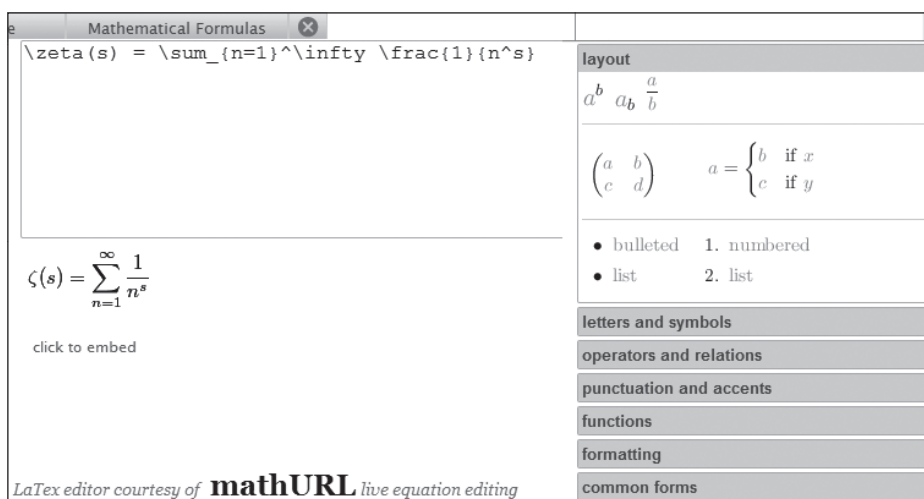 e Mathematical Formulas
\zeta(s) = \sum_{n=1}^\infty \frac{1}{n^s}
ζ(s) = ∑_{n=1}^{∞} 1/n^s
click to embed
LaTex editor courtesy of mathURL live equation editing
layout
a^b a_b a/b
a b
c d
a = { b if x
c if y
• bulleted 1. numbered
• list 2. list
letters and symbols
operators and relations
punctuation and accents
functions
formatting
common forms